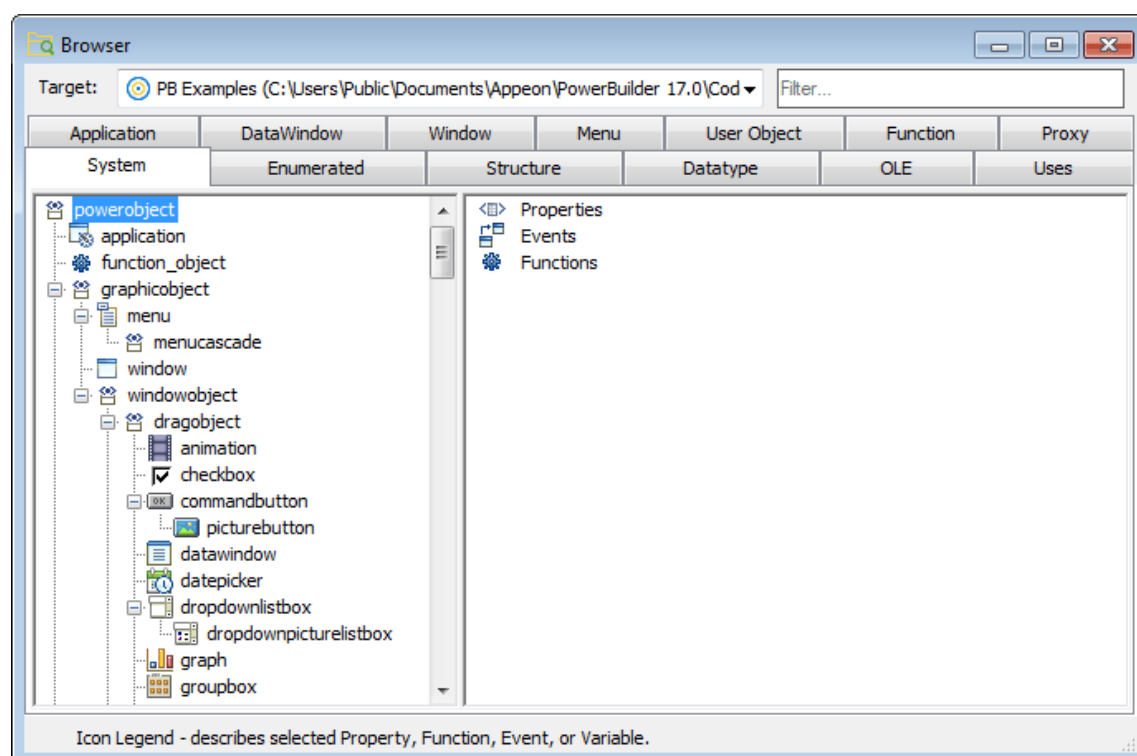 Browser
Target: PB Examples (C:\Users\Public\Documents\Appeon\PowerBuilder 17.0\Cod Filter...
Application DataWindow Window Menu User Object Function Proxy
System Enumerated Structure Datatype OLE Uses
powerobject
application
function_object
graphicobject
menu
menucascade
window
windowobject
dragobject
animation
checkbox
OK commandbutton
picturebutton
datawindow
datepicker
dropdownlistbox
dropdownpicturelistbox
graph
groupbox
Properties
Events
Functions
Icon Legend - describes selected Property, Function, Event, or Variable.